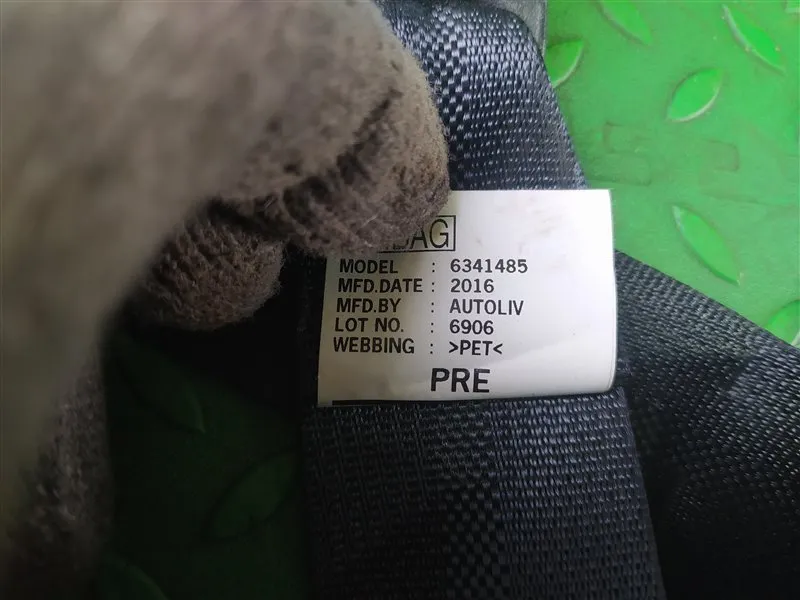 MODEL : 6341485
MFD.DATE : 2016
MFD.BY : AUTOLIV
LOT NO. : 6906
WEBBING : >PET<
PRE